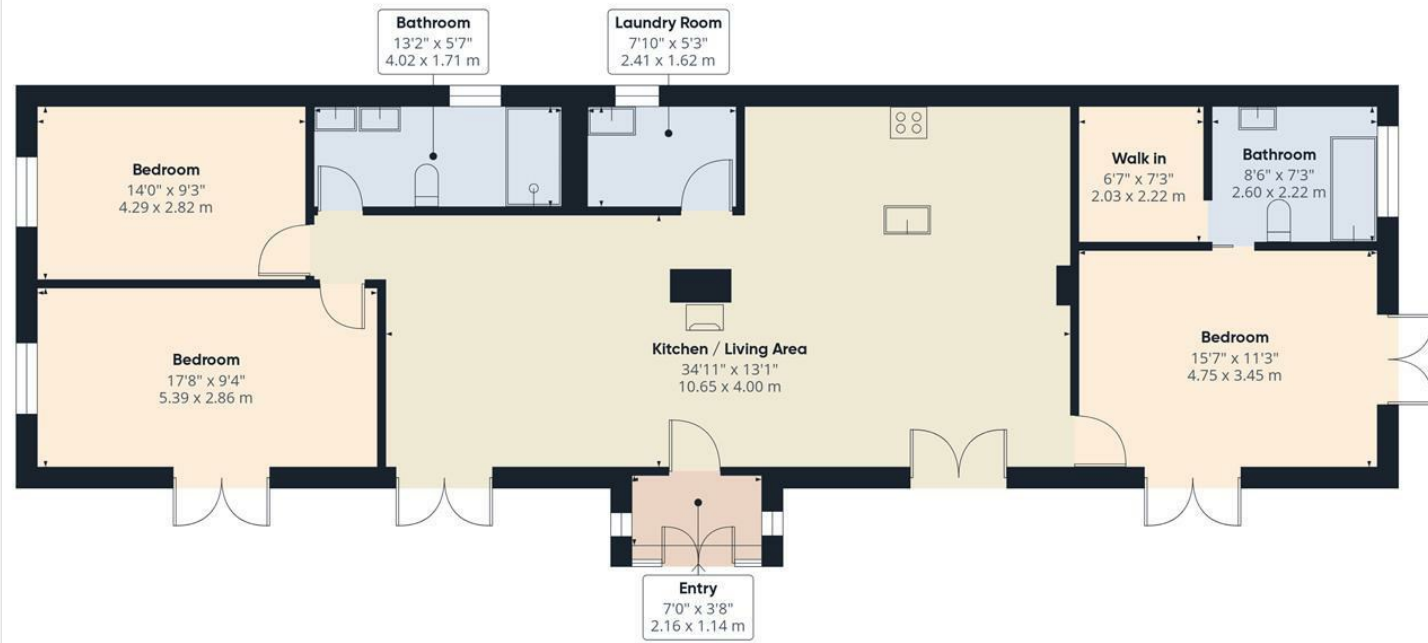 Bathroom
13'2" x 5'7"
4.02 x 1.71 m
Laundry Room
7'10" x 5'3"
2.41 x 1.62 m
Bedroom
14'0" x 9'3"
4.29 x 2.82 m
Walk in
6'7" x 7'3"
2.03 x 2.22 m
Bathroom
8'6" x 7'3"
2.60 x 2.22 m
Bedroom
17'8" x 9'4"
5.39 x 2.86 m
Kitchen / Living Area
34'11" x 13'1"
10.65 x 4.00 m
Bedroom
15'7" x 11'3"
4.75 x 3.45 m
Entry
7'0" x 3'8"
2.16 x 1.14 m